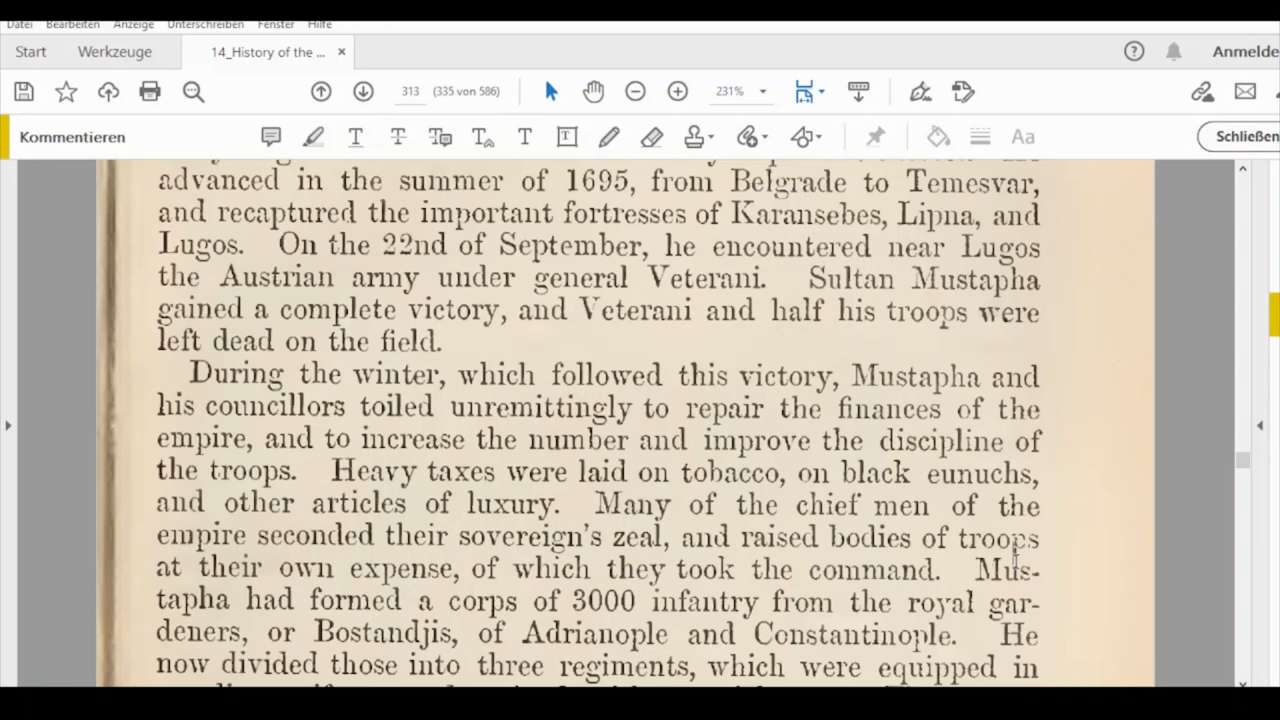 Datei Bearbeiten Anzeige Unterschreiben Fenster Hilfe
Start Werkzeuge 14_History of the ... × Anmelde
313 (335 von 586) 231%
Kommentieren Schließen
advanced in the summer of 1695, from Belgrade to Temesvar,
and recaptured the important fortresses of Karansebes, Lipna, and
Lugos. On the 22nd of September, he encountered near Lugos
the Austrian army under general Veterani. Sultan Mustapha
gained a complete victory, and Veterani and half his troops were
left dead on the field.
During the winter, which followed this victory, Mustapha and
his councillors toiled unremittingly to repair the finances of the
empire, and to increase the number and improve the discipline of
the troops. Heavy taxes were laid on tobacco, on black eunuchs,
and other articles of luxury. Many of the chief men of the
empire seconded their sovereign's zeal, and raised bodies of troops
at their own expense, of which they took the command. Mus-
tapha had formed a corps of 3000 infantry from the royal gar-
deners, or Bostandjis, of Adrianople and Constantinople. He
now divided those into three regiments, which were equipped in